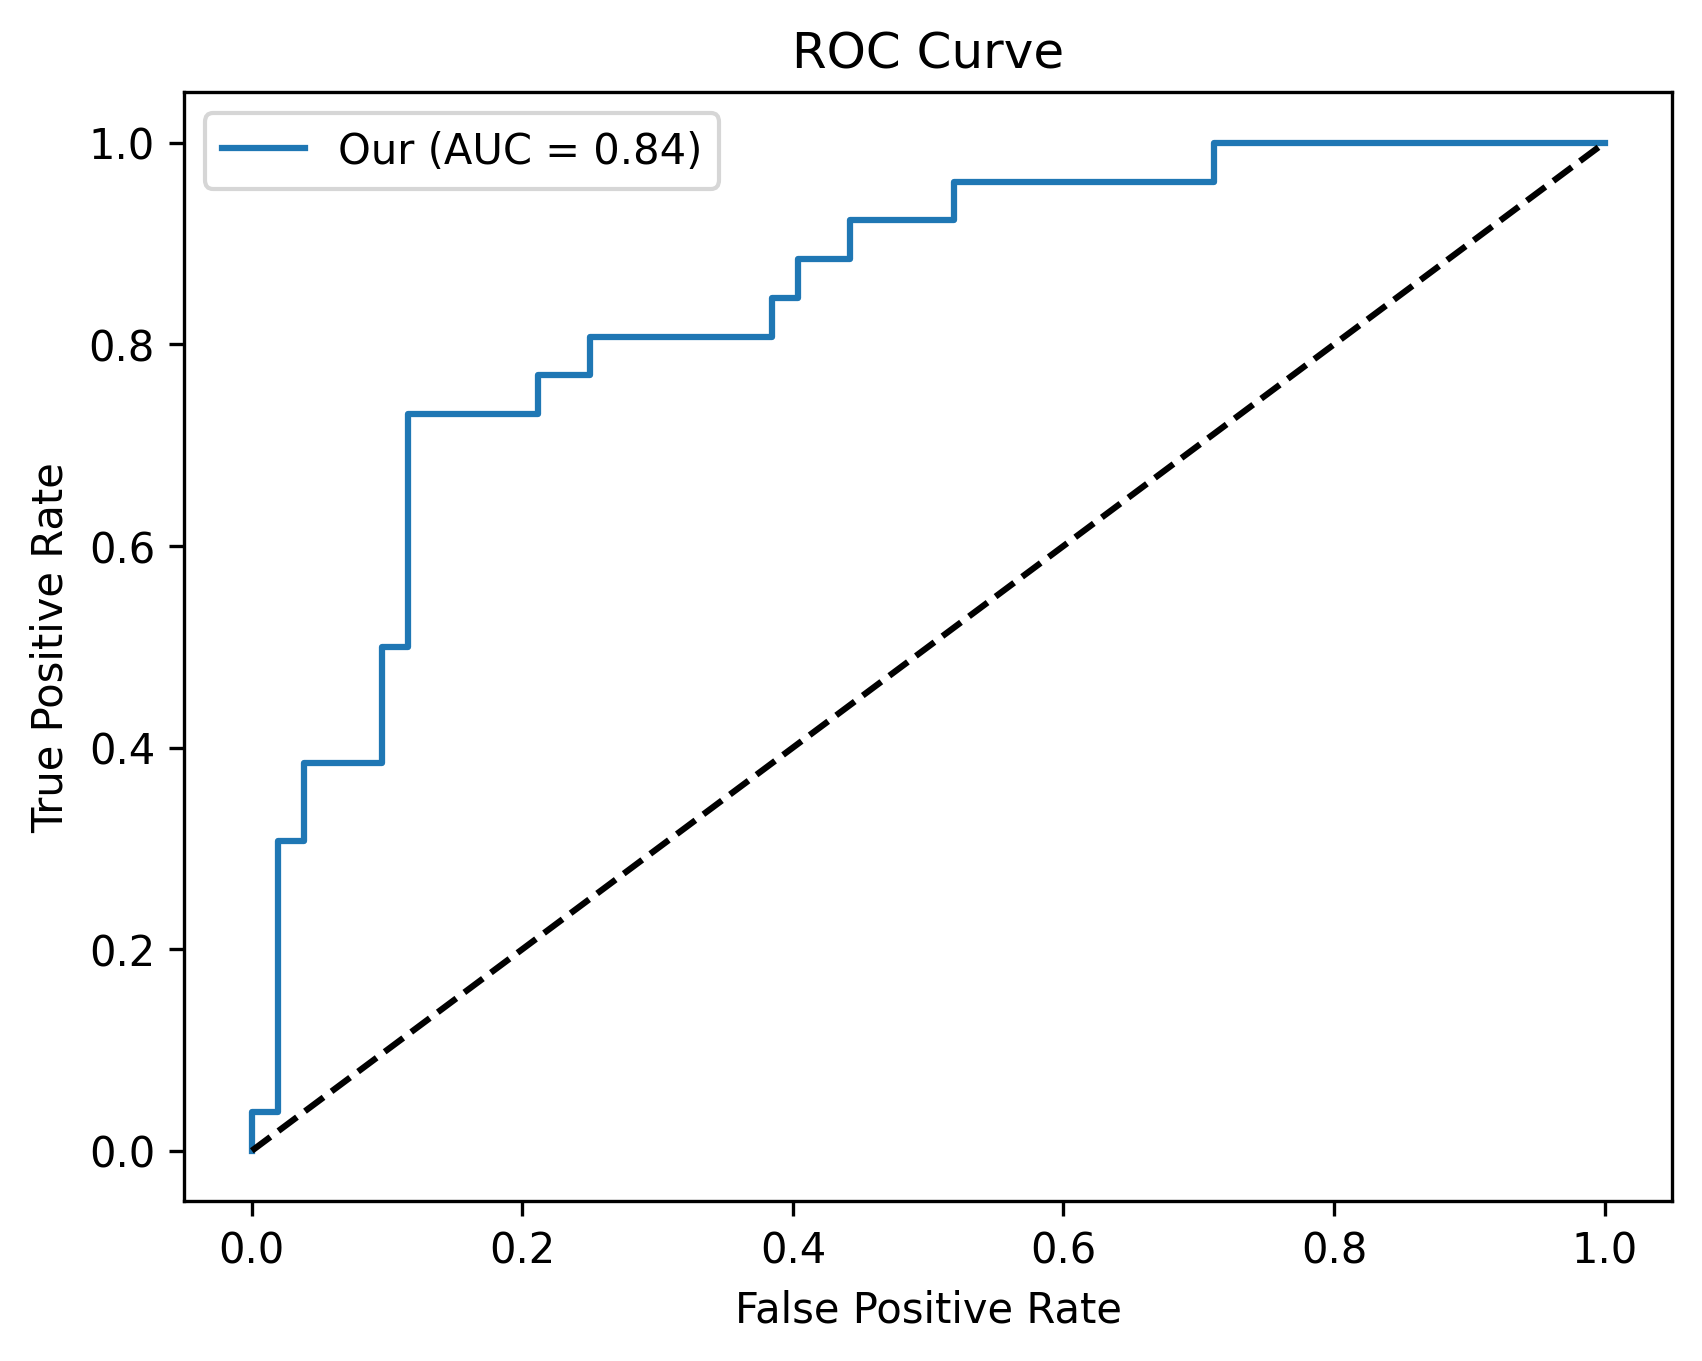 ROC Curve
Our (AUC = 0.84)
1.0
0.8
0.6
0.4
0.2
0.0
True Positive Rate
0.0 0.2 0.4 0.6 0.8 1.0
False Positive Rate